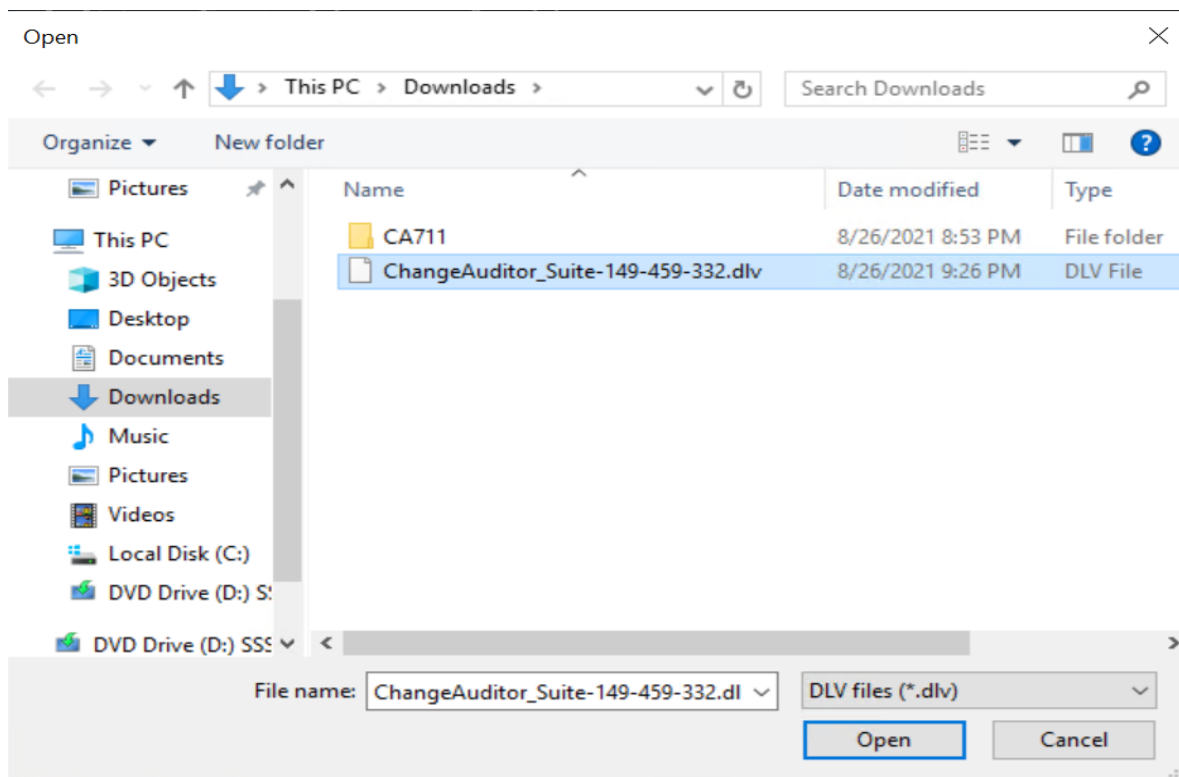 Open
This PC > Downloads >
Search Downloads
Organize
New folder
?
Name
Date modified
Type
Pictures
This PC
3D Objects
Desktop
Documents
Downloads
Music
Pictures
Videos
Local Disk (C:)
DVD Drive (D:) S
DVD Drive (D:) SSS
CA711 8/26/2021 8:53 PM File folder
ChangeAuditor_Suite-149-459-332.dlv 8/26/2021 9:26 PM DLV File
File name: ChangeAuditor_Suite-149-459-332.dl
DLV files (*.dlv)
Open
Cancel